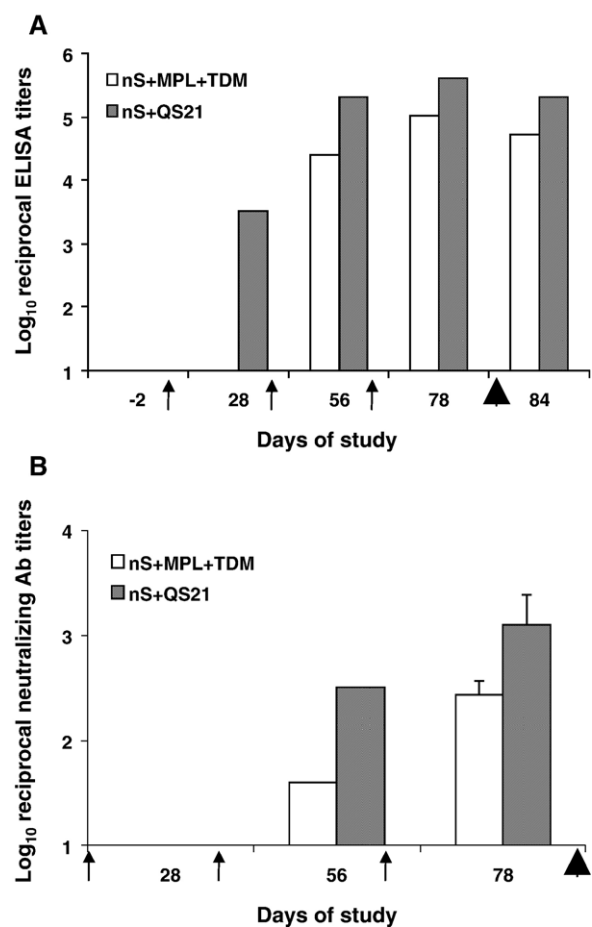 A
Log10 reciprocal ELISA titers
6
5
4
3
2
1
nS+MPL+TDM
nS+QS21
-2 28 56 78 84
Days of study
B
Log10 reciprocal neutralizing Ab titers
4
3
2
1
nS+MPL+TDM
nS+QS21
28 56 78
Days of study